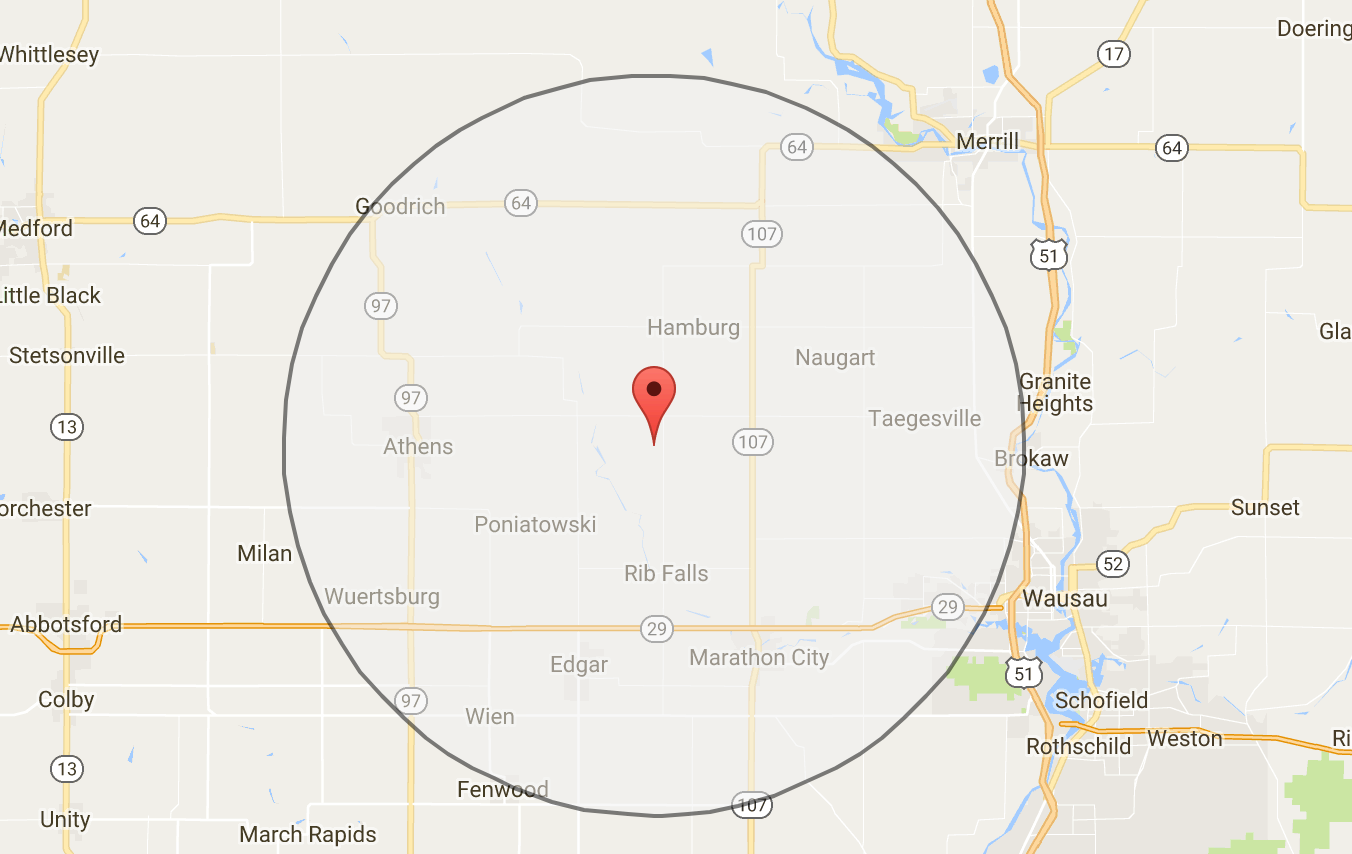 Whittlesey
Doering
17
64
Merrill
64
Goodrich
64
64
Medford
107
51
Little Black
97
Hamburg
Gla
Stetsonville
Naugart
Granite
Heights
97
13
Taegesville
107
Athens
Brokaw
orchester
Sunset
Poniatowski
Milan
52
Rib Falls
Wuertsburg
29
Wausau
Abbotsford
29
Marathon City
Edgar
51
Colby
97
Schofield
Wien
Rothschild
Weston
Ri
13
Fenwood
107
Unity
March Rapids